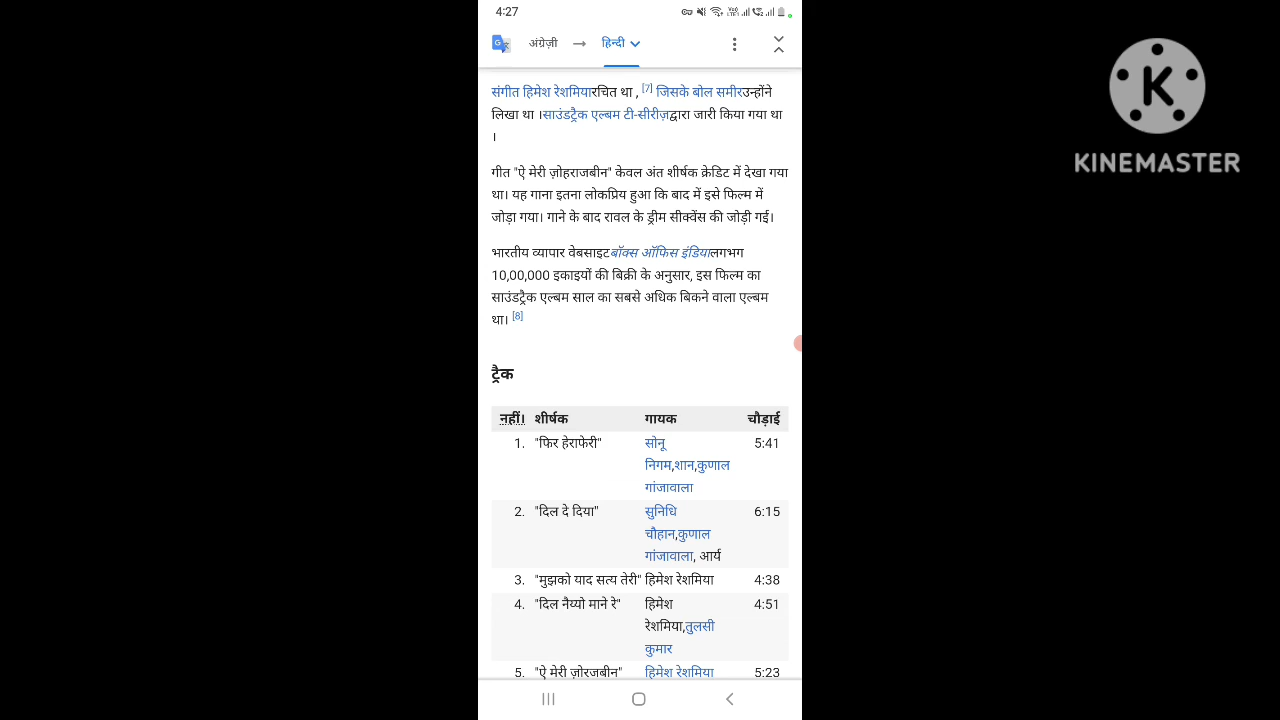 4:27
अंग्रेज़ी → हिन्दी
K
KINEMASTER
संगीत हिमेश रेशमियारचित था , [7] जिसके बोल समीरउन्होंने
लिखा था ।साउंडट्रैक एल्बम टी-सीरीज़द्वारा जारी किया गया था
।
गीत "ऐ मेरी ज़ोहराजबीन" केवल अंत शीर्षक क्रेडिट में देखा गया
था। यह गाना इतना लोकप्रिय हुआ कि बाद में इसे फिल्म में
जोड़ा गया। गाने के बाद रावल के ड्रीम सीक्वेंस की जोड़ी गई।
भारतीय व्यापार वेबसाइटबॉक्स ऑफिस इंडियालगभग
10,00,000 इकाइयों की बिक्री के अनुसार, इस फिल्म का
साउंडट्रैक एल्बम साल का सबसे अधिक बिकने वाला एल्बम
था। [8]
ट्रैक
नहीं। शीर्षक गायक चौड़ाई
1. "फिर हेराफेरी" सोनू 5:41
निगम,शान,कुणाल
गांजावाला
2. "दिल दे दिया" सुनिधि 6:15
चौहान,कुणाल
गांजावाला, आर्य
3. "मुझको याद सत्य तेरी" हिमेश रेशमिया 4:38
4. "दिल नैय्यो माने रे" हिमेश 4:51
रेशमिया,तुलसी
कुमार
5. "ऐ मेरी ज़ोरजबीन" हिमेश रेशमिया 5:23